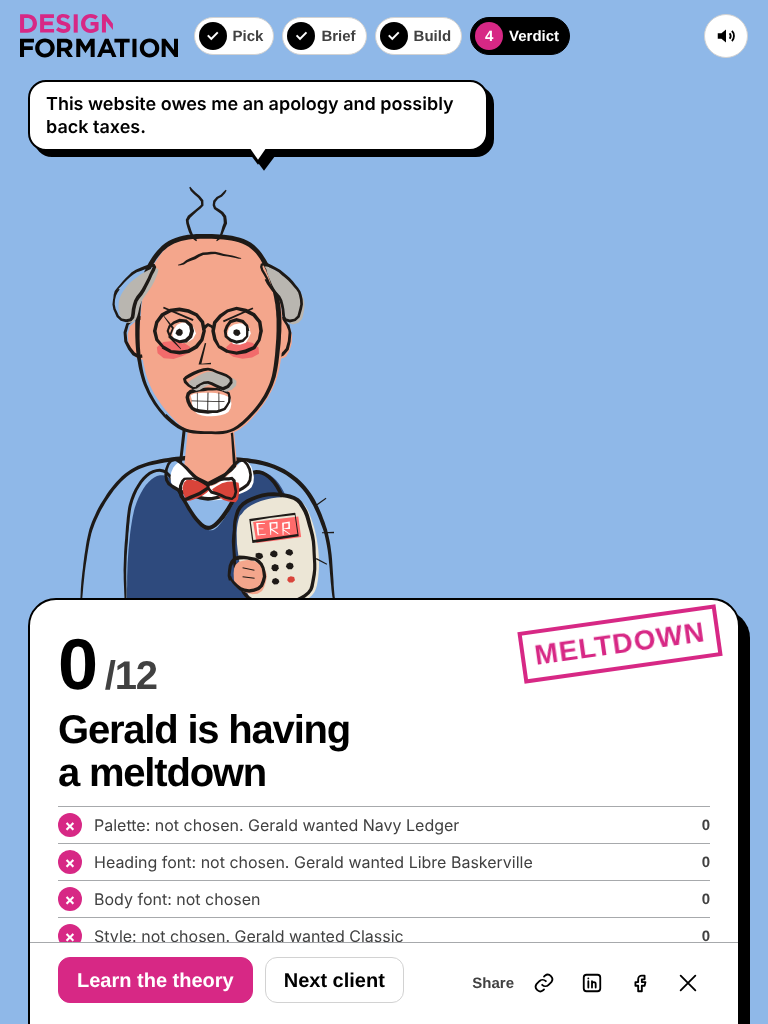 DESIGN
FORMATION
Pick
Brief
Build
4 Verdict
This website owes me an apology and possibly
back taxes.
ERR
MELTDOWN
0 /12
Gerald is having
a meltdown
Palette: not chosen. Gerald wanted Navy Ledger 0
Heading font: not chosen. Gerald wanted Libre Baskerville 0
Body font: not chosen 0
Style: not chosen. Gerald wanted Classic 0
Learn the theory
Next client
Share